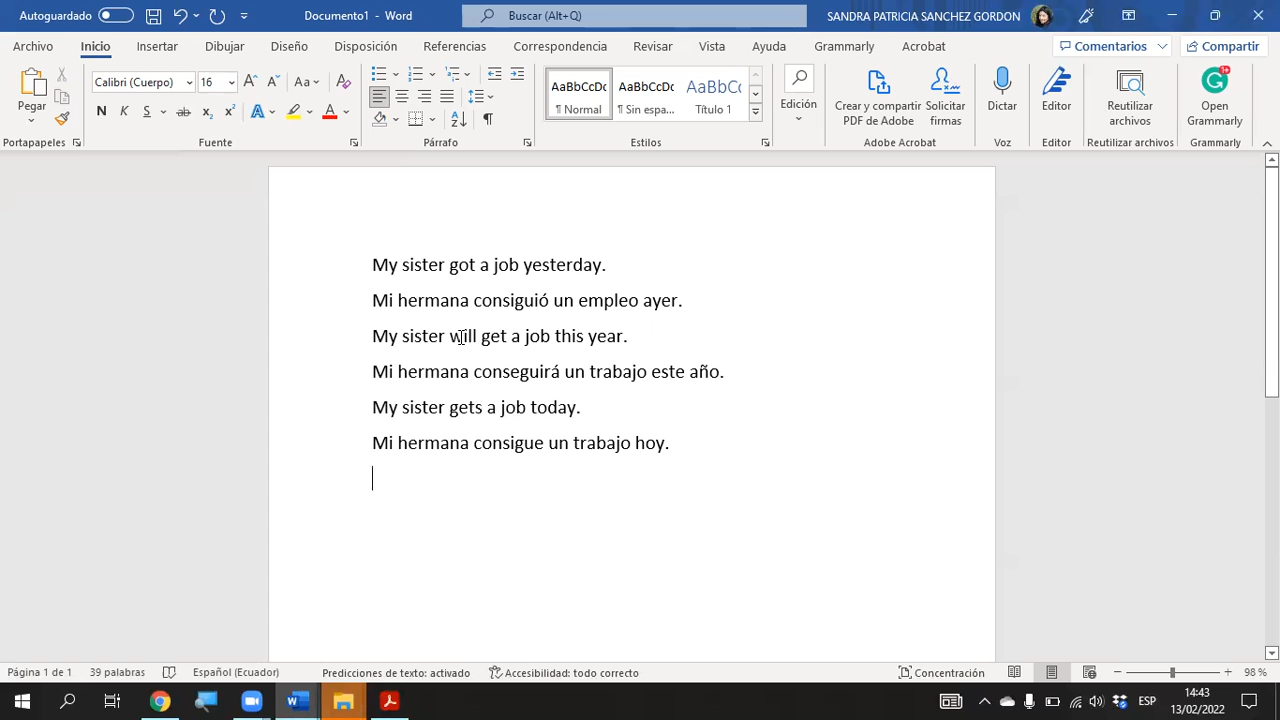 Autoguardado Documento1 - Word Buscar (Alt+Q) SANDRA PATRICIA SANCHEZ GORDON
Archivo Inicio Insertar Dibujar Diseño Disposición Referencias Correspondencia Revisar Vista Ayuda Grammarly Acrobat Comentarios Compartir
Calibri (Cuerpo) 16 A A Aa A AaBbCcDc AaBbCcDc AaBbCc
Pegar N K S ab x₂ x² A A ¶ Normal ¶ Sin espa... Título 1 Edición Crear y compartir PDF de Adobe Solicitar firmas Dictar Editor Reutilizar archivos Open Grammarly
Portapapeles Fuente Párrafo Estilos Adobe Acrobat Voz Editor Reutilizar archivos Grammarly
My sister got a job yesterday.
Mi hermana consiguió un empleo ayer.
My sister will get a job this year.
Mi hermana conseguirá un trabajo este año.
My sister gets a job today.
Mi hermana consigue un trabajo hoy.
Página 1 de 1 39 palabras Español (Ecuador) Predicciones de texto: activado Accesibilidad: todo correcto Concentración 98 %
ESP 14:43
13/02/2022